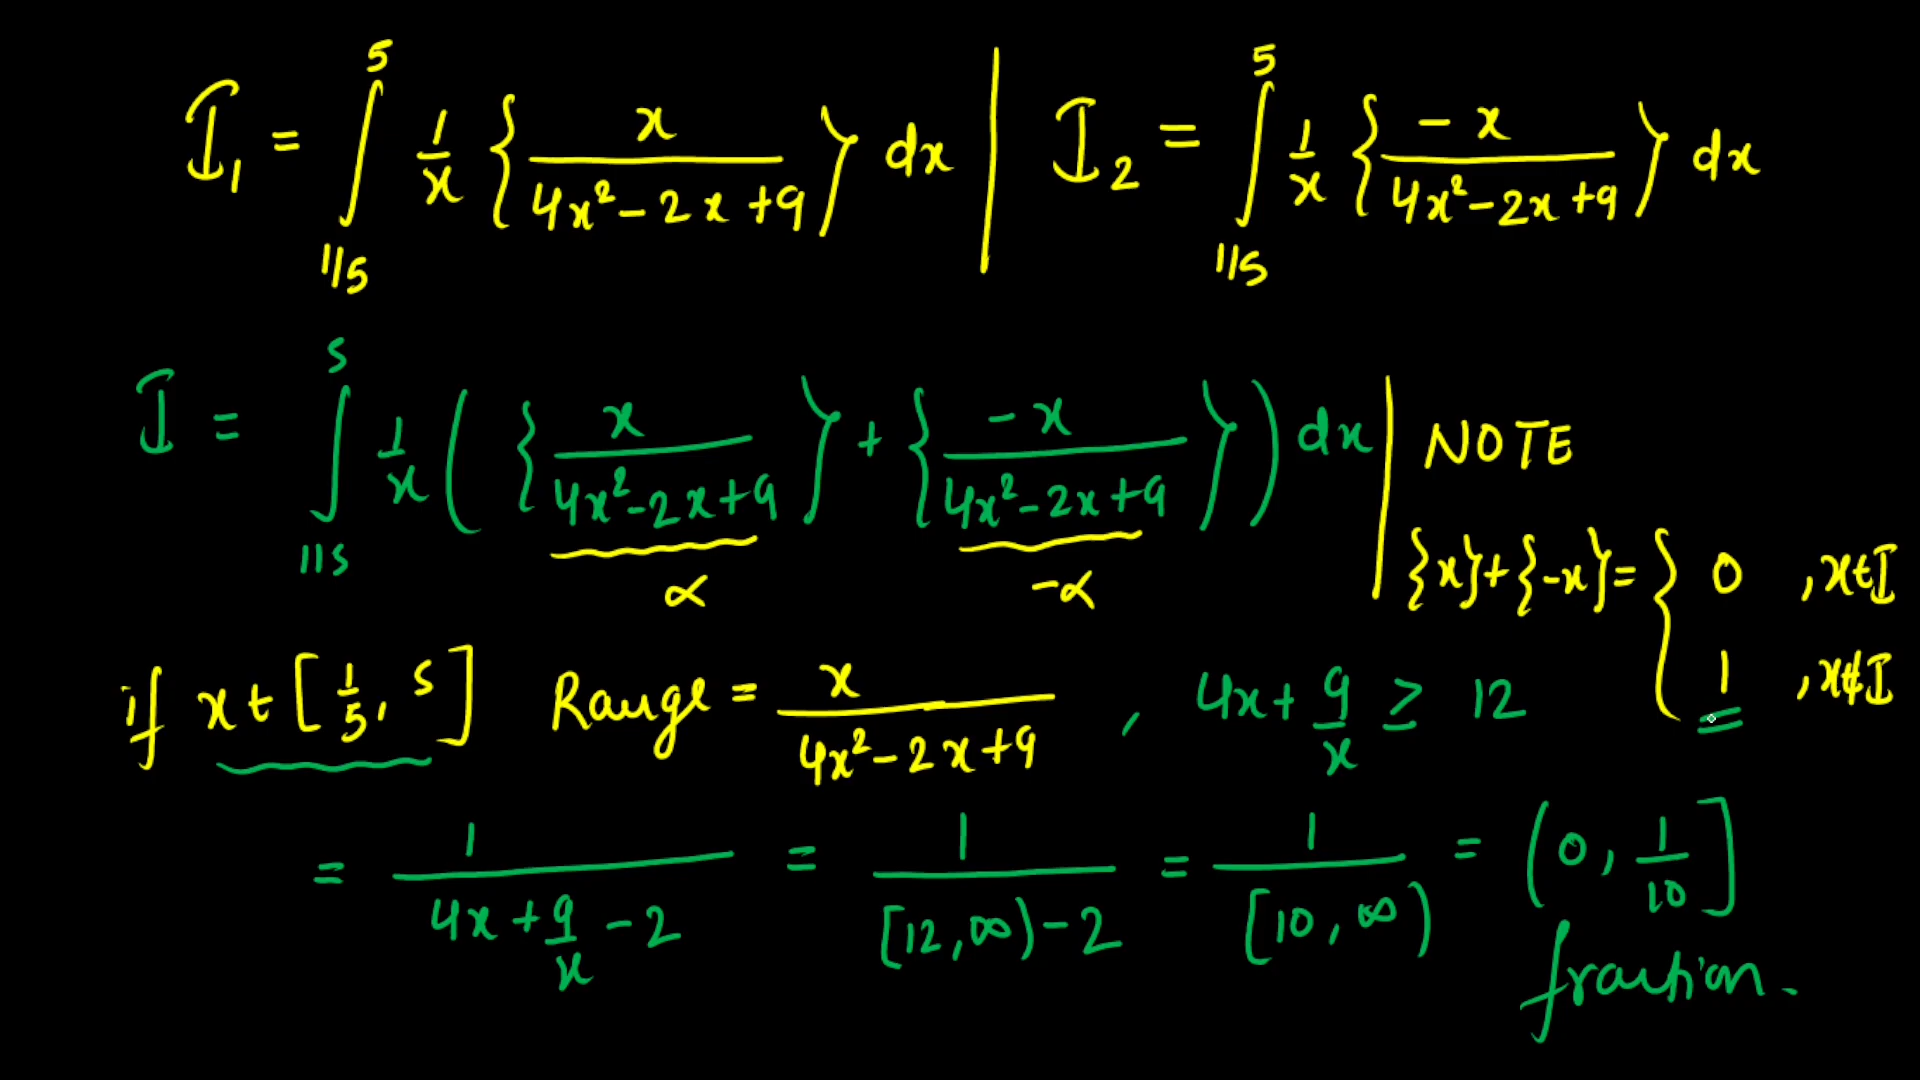 I₁ = ∫_{1/5}^{5} 1/x { x/(4x²-2x+9) } dx | I₂ = ∫_{1/5}^{5} 1/x { -x/(4x²-2x+9) } dx
I = ∫_{1/5}^{5} 1/x ( { x/(4x²-2x+9) } + { -x/(4x²-2x+9) } ) dx | NOTE
α -α
{x}+{-x}= { 0 , x∈I
1 , x∉I
if x∈[1/5, 5] Range = x/(4x²-2x+9) , 4x+9/x ≥ 12
= 1/(4x+9/x-2) = 1/([12,∞)-2) = 1/[10,∞) = (0, 1/10]
fraction.